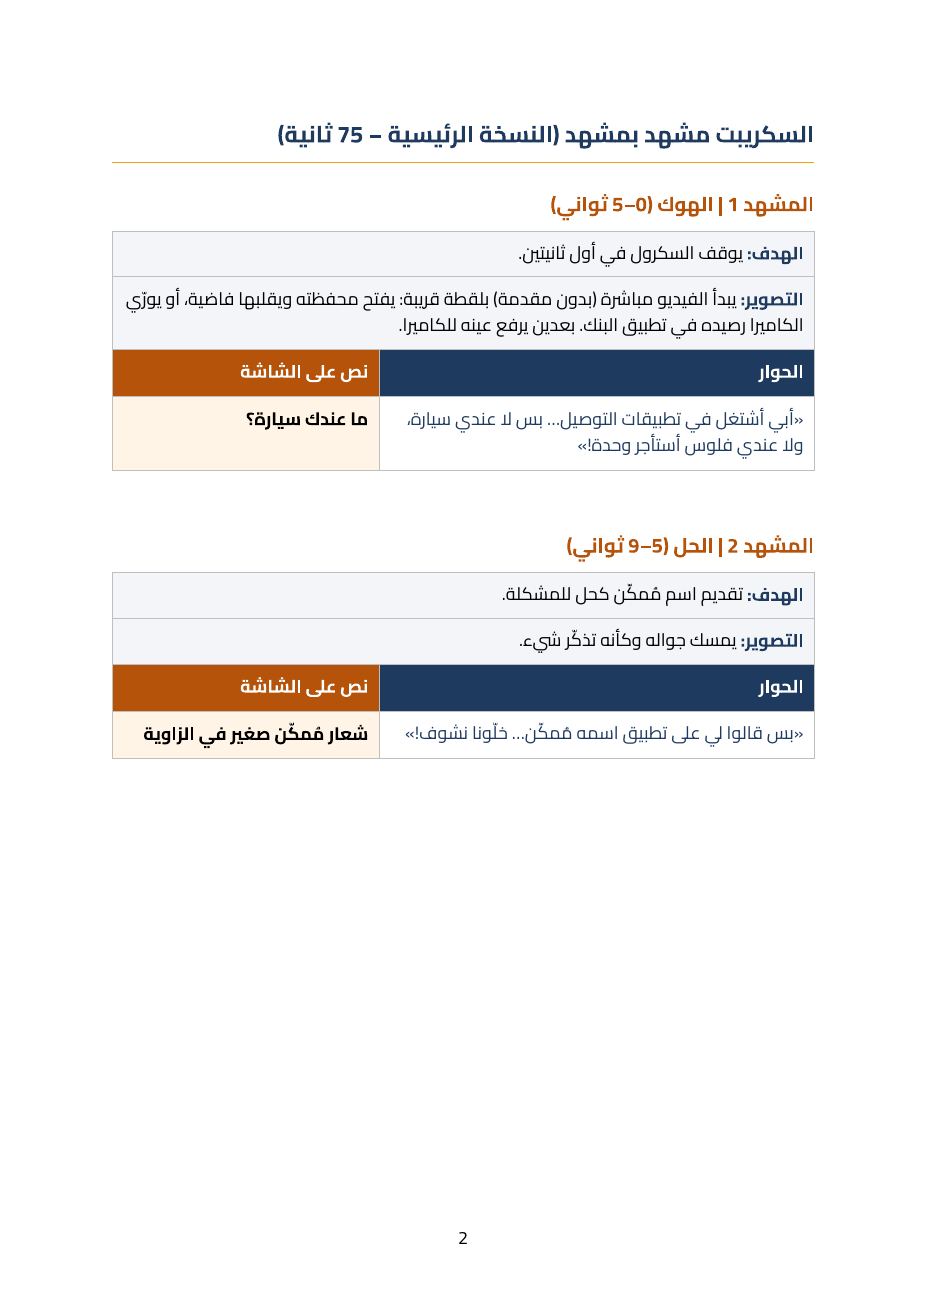 السكريبت مشهد بمشهد (النسخة الرئيسية – 75 ثانية)
المشهد 1 | الهوك (0–5 ثواني)
الهدف: يوقف السكرول في أول ثانيتين.
التصوير: يبدأ الفيديو مباشرة (بدون مقدمة) بلقطة قريبة: يفتح محفظته ويقلبها فاضية، أو يورّي
الكاميرا رصيده في تطبيق البنك. بعدين يرفع عينه للكاميرا.
الحوار
نص على الشاشة
«أبي أشتغل في تطبيقات التوصيل... بس لا عندي سيارة،
ولا عندي فلوس أستأجر وحدة!»
ما عندك سيارة؟
المشهد 2 | الحل (5–9 ثواني)
الهدف: تقديم اسم مُمكّن كحل للمشكلة.
التصوير: يمسك جواله وكأنه تذكّر شيء.
الحوار
نص على الشاشة
«بس قالوا لي على تطبيق اسمه مُمكّن... خلّونا نشوف!»
شعار مُمكّن صغير في الزاوية
2